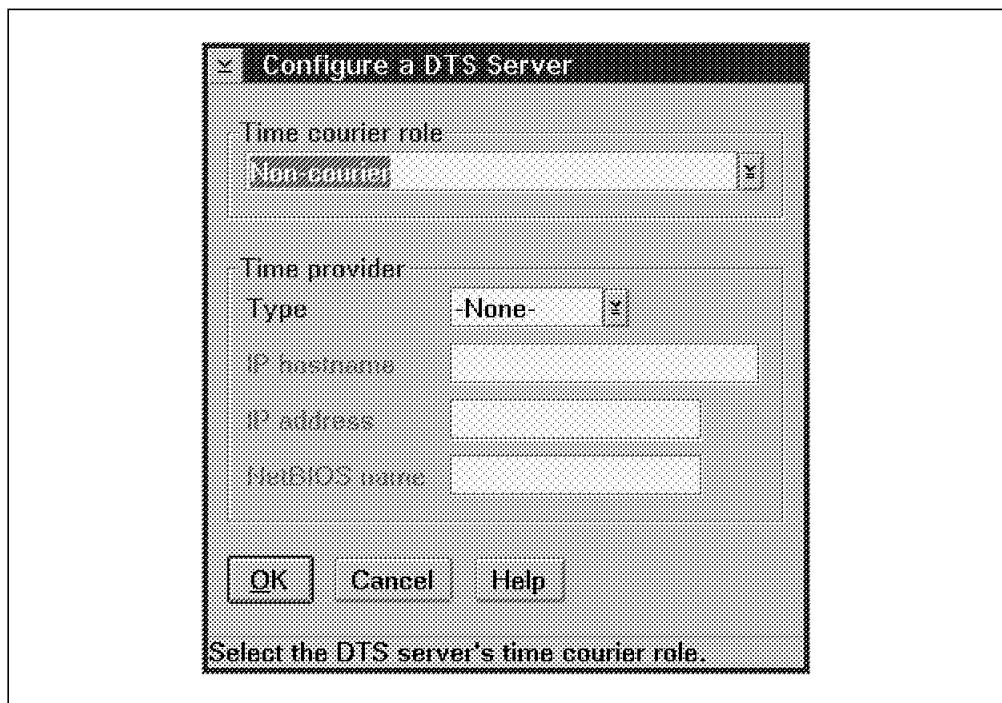 Configure a DTS Server
Time courier role
Non-courier
Time provider
Type -None-
IP hostname
IP address
NetBIOS name
OK Cancel Help
Select the DTS server's time courier role.